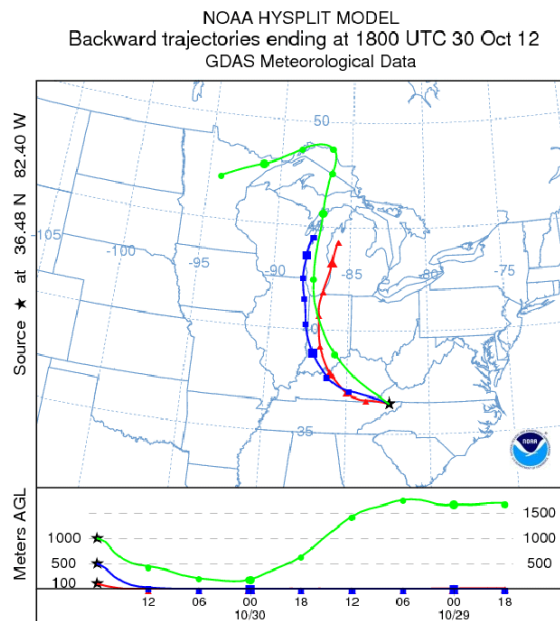 NOAA HYSPLIT MODEL
Backward trajectories ending at 1800 UTC 30 Oct 12
GDAS Meteorological Data
Source ★ at 36.48 N 82.40 W
50
-105
-100
-95
-90
-85
-80
-75
40
35
NOAA
Meters AGL
1000
500
100
1500
1000
500
12 06 00 18 12 06 00 18
10/30 10/29